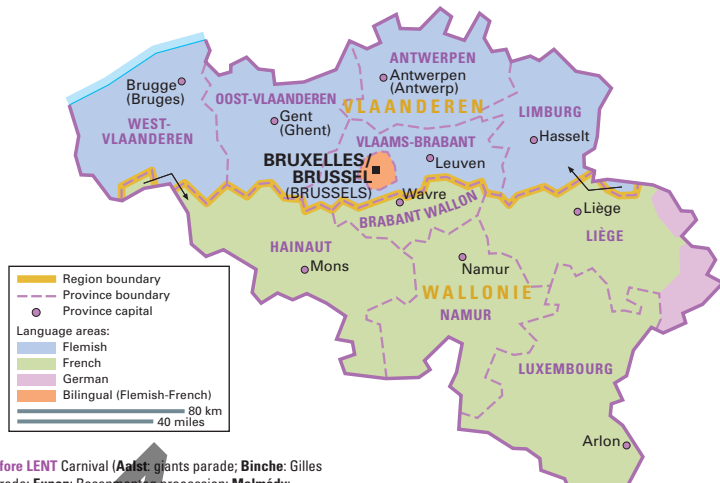 ANTWERPEN
Antwerpen
(Antwerp)
Brugge
(Bruges)
OOST-VLAANDEREN
VLAANDEREN
LIMBURG
Gent
(Ghent)
WEST-
VLAANDEREN
VLAAMS-BRABANT
Hasselt
BRUXELLES/
BRUSSEL
(BRUSSELS)
Leuven
Wavre
BRABANT WALLON
Liège
LIÈGE
HAINAUT
Mons
Namur
WALLONIE
NAMUR
LUXEMBOURG
Arlon
Region boundary
Province boundary
Province capital
Language areas:
Flemish
French
German
Bilingual (Flemish-French)
80 km
40 miles
fore LENT Carnival (Aalst: giants parade; Binche: Gilles